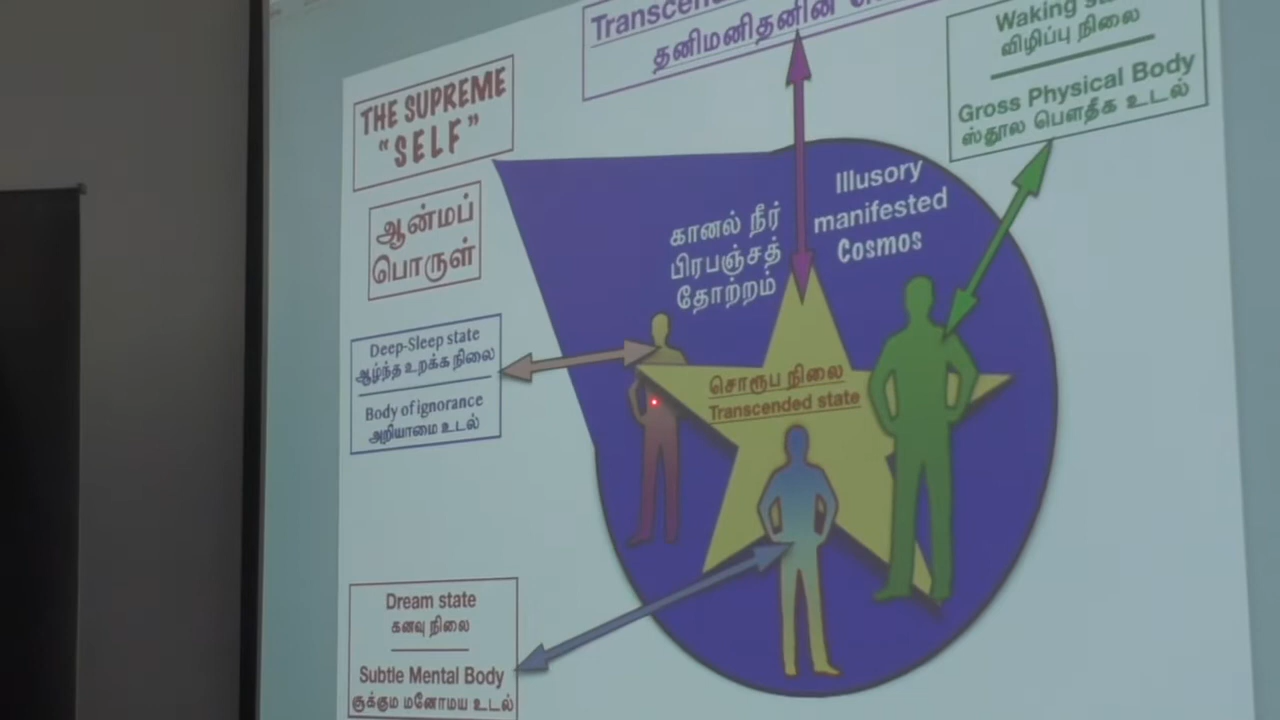 தனிமனிதனின்
THE SUPREME
"SELF"
ஆன்மப்
பொருள்
Waking
விழிப்பு நிலை
Gross Physical Body
ஸ்தூல பௌதீக உடல்
Illusory
manifested
Cosmos
கானல் நீர்
பிரபஞ்சத்
தோற்றம்
Deep-Sleep state
ஆழ்ந்த உறக்க நிலை
Body of ignorance
அறியாமை உடல்
சொரூப நிலை
Transcended state
Dream state
கனவு நிலை
Subtle Mental Body
சூக்கும மனோமய உடல்